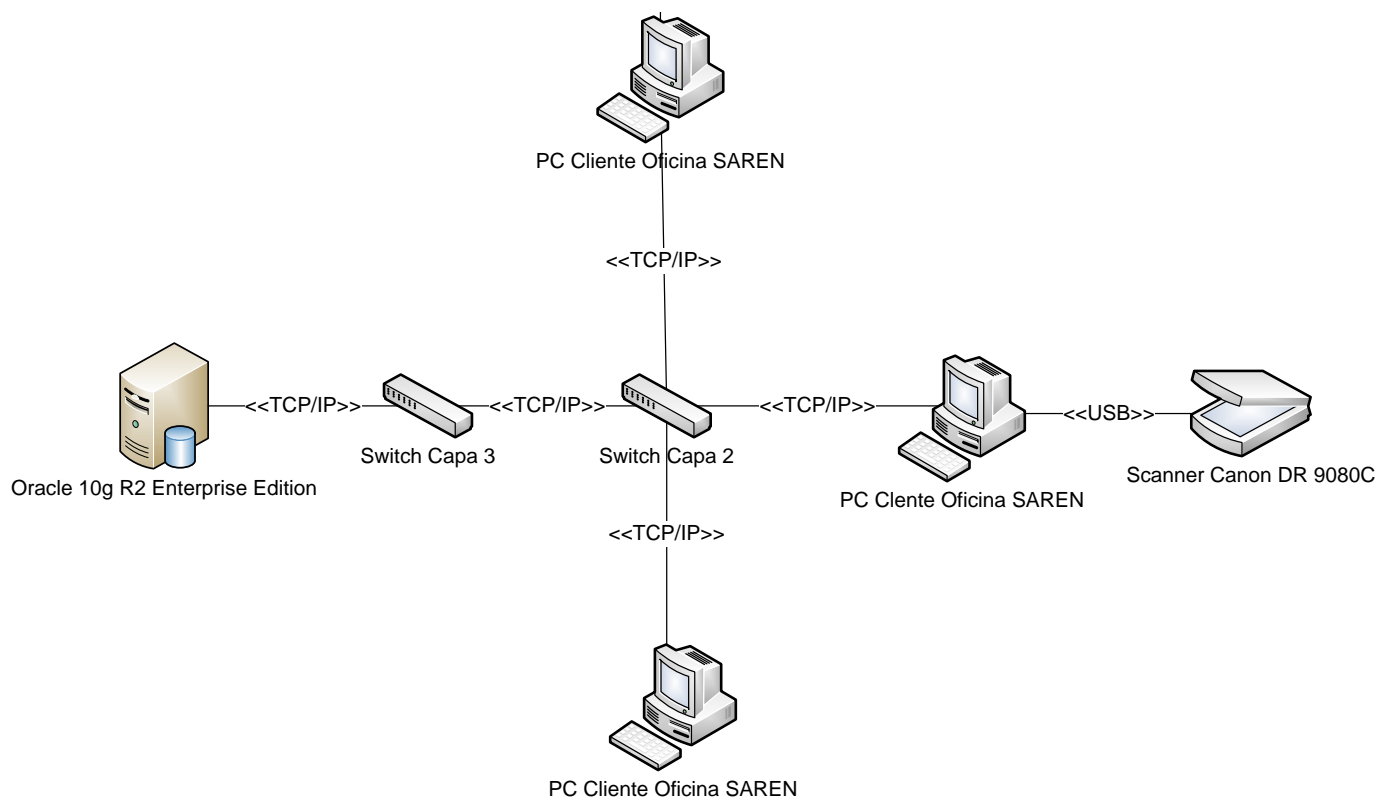 PC Cliente Oficina SAREN
<<TCP/IP>>
<<TCP/IP>>
<<TCP/IP>>
<<TCP/IP>>
<<USB>>
Switch Capa 3
Switch Capa 2
Oracle 10g R2 Enterprise Edition
PC Clente Oficina SAREN
Scanner Canon DR 9080C
<<TCP/IP>>
PC Cliente Oficina SAREN